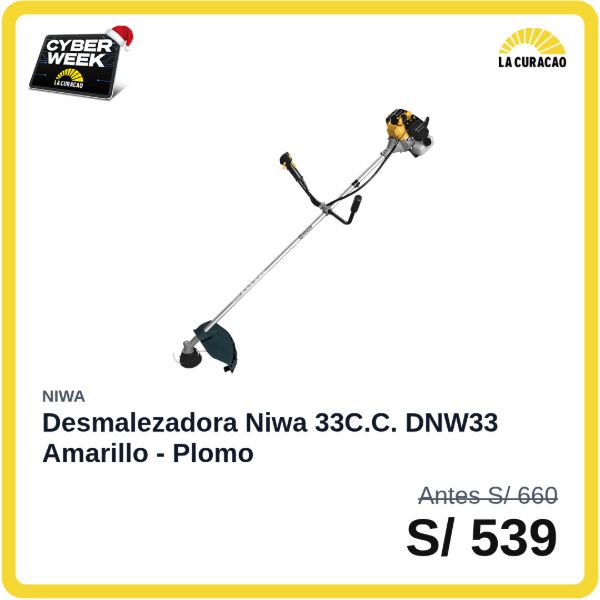 CYBER
WEEK
LA CURACAO
LA CURACAO
NIWA
Desmalezadora Niwa 33C.C. DNW33
Amarillo - Plomo
Antes S/ 660
S/ 539